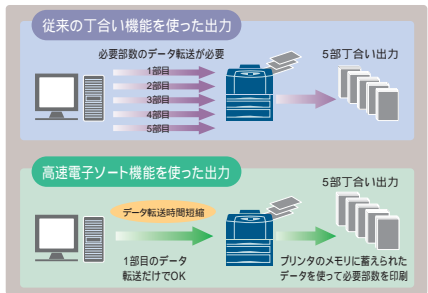 従来の丁合い機能を使った出力
必要部数のデータ転送が必要
5部丁合い出力
1部目
2部目
3部目
4部目
5部目
高速電子ソート機能を使った出力
5部丁合い出力
データ転送時間短縮
1部目のデータ
転送だけでOK
プリンタのメモリに蓄えられた
データを使って必要部数を印刷